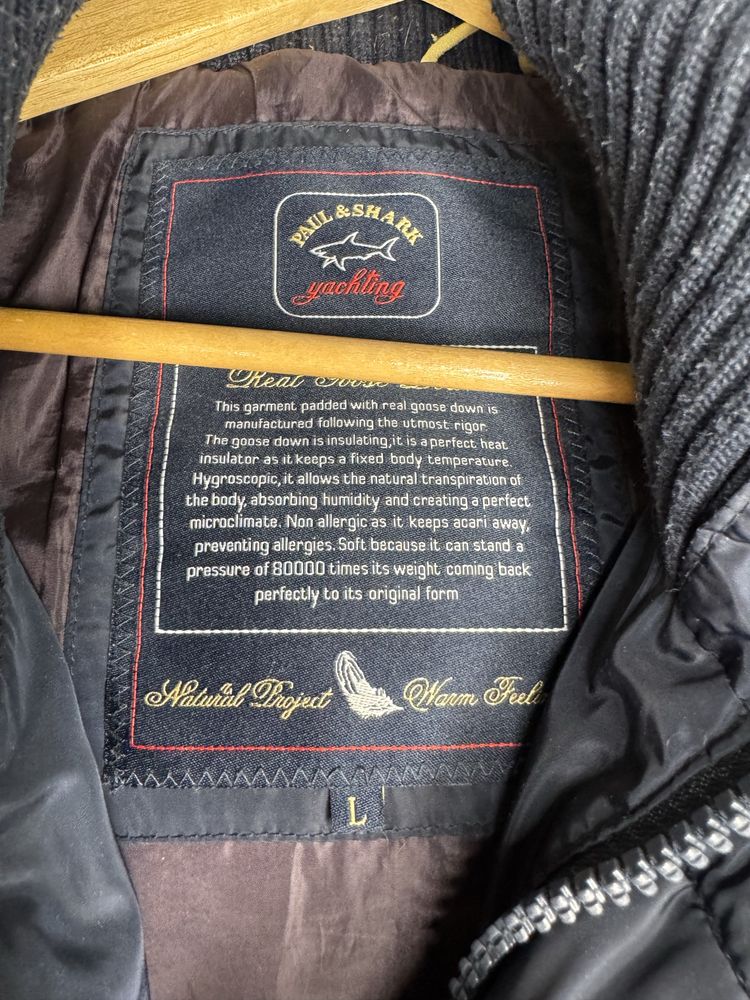 PAUL & SHARK
yachting
Real Goose
This garment padded with real goose down is
manufactured following the utmost rigor.
The goose down is insulating,it is a perfect heat
insulator as it keeps a fixed body temperature.
Hygroscopic, it allows the natural transpiration of
the body, absorbing humidity and creating a perfect
microclimate. Non allergic as it keeps acari away,
preventing allergies. Soft because it can stand a
pressure of 80000 times its weight coming back
perfectly to its original form
Natural Project Warm
L